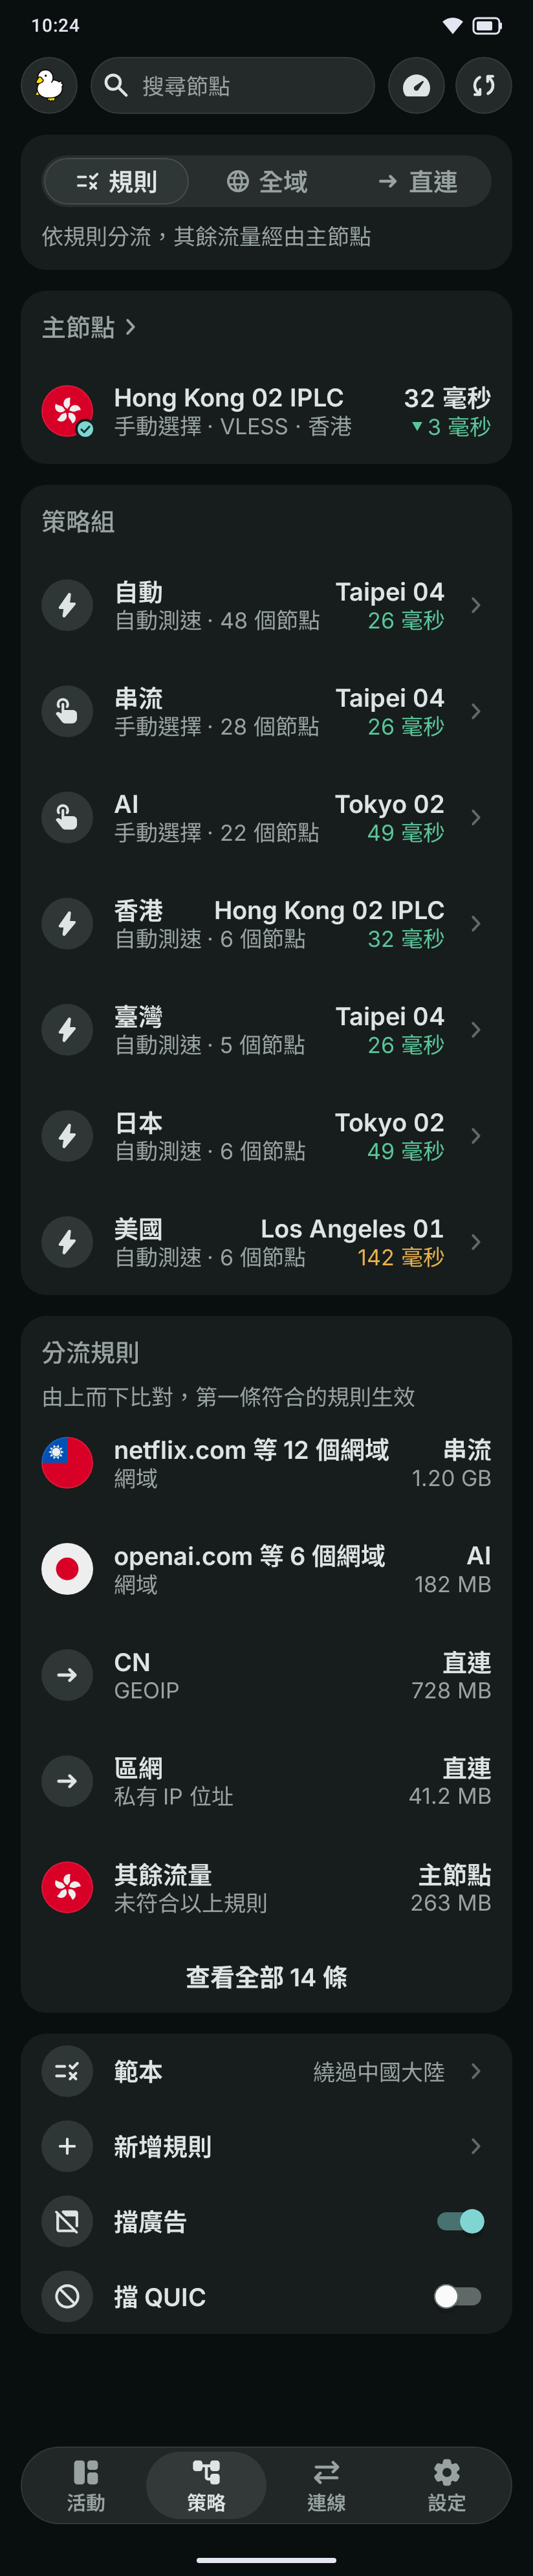 10:24
搜尋節點
規則 全域 直連
依規則分流，其餘流量經由主節點
主節點
Hong Kong 02 IPLC 32 毫秒
手動選擇 · VLESS · 香港 ▼3 毫秒
策略組
自動 Taipei 04
自動測速 · 48 個節點 26 毫秒
串流 Taipei 04
手動選擇 · 28 個節點 26 毫秒
AI Tokyo 02
手動選擇 · 22 個節點 49 毫秒
香港 Hong Kong 02 IPLC
自動測速 · 6 個節點 32 毫秒
臺灣 Taipei 04
自動測速 · 5 個節點 26 毫秒
日本 Tokyo 02
自動測速 · 6 個節點 49 毫秒
美國 Los Angeles 01
自動測速 · 6 個節點 142 毫秒
分流規則
由上而下比對，第一條符合的規則生效
netflix.com 等 12 個網域 串流
網域 1.20 GB
openai.com 等 6 個網域 AI
網域 182 MB
CN 直連
GEOIP 728 MB
區網 直連
私有 IP 位址 41.2 MB
其餘流量 主節點
未符合以上規則 263 MB
查看全部 14 條
範本 繞過中國大陸
新增規則
擋廣告
擋 QUIC
活動 策略 連線 設定